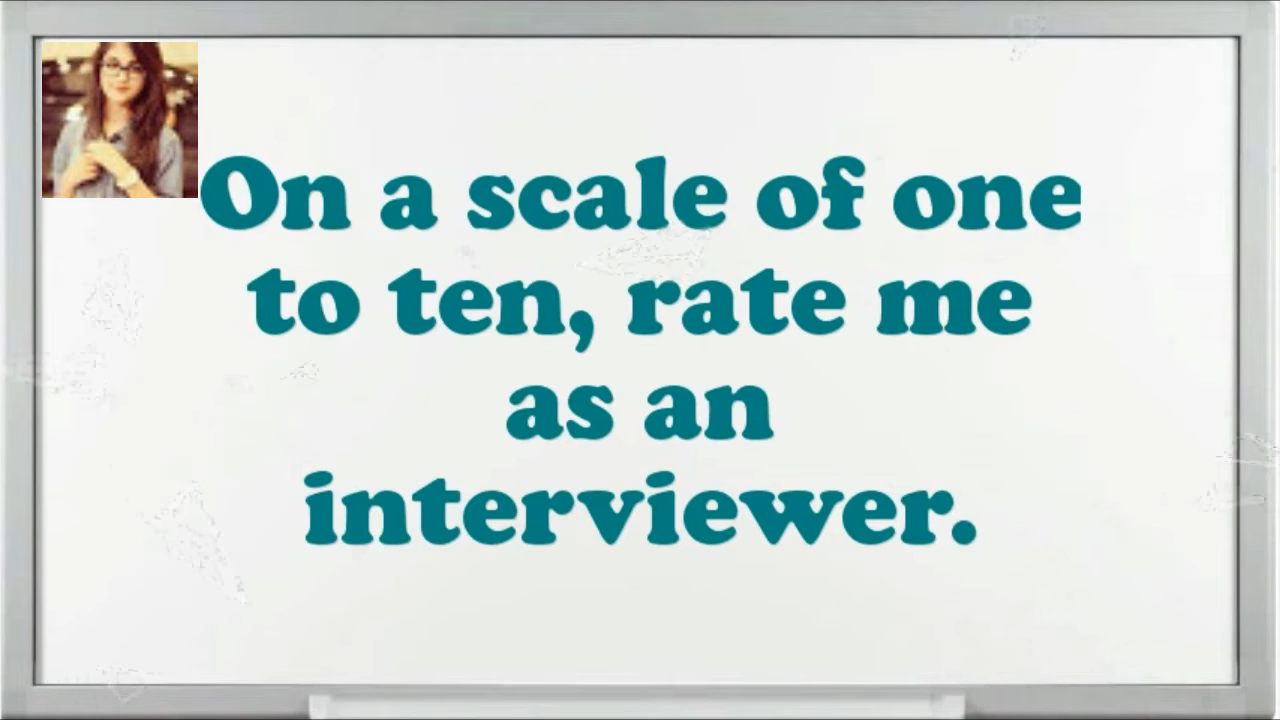 On a scale of one
to ten, rate me
as an
interviewer.